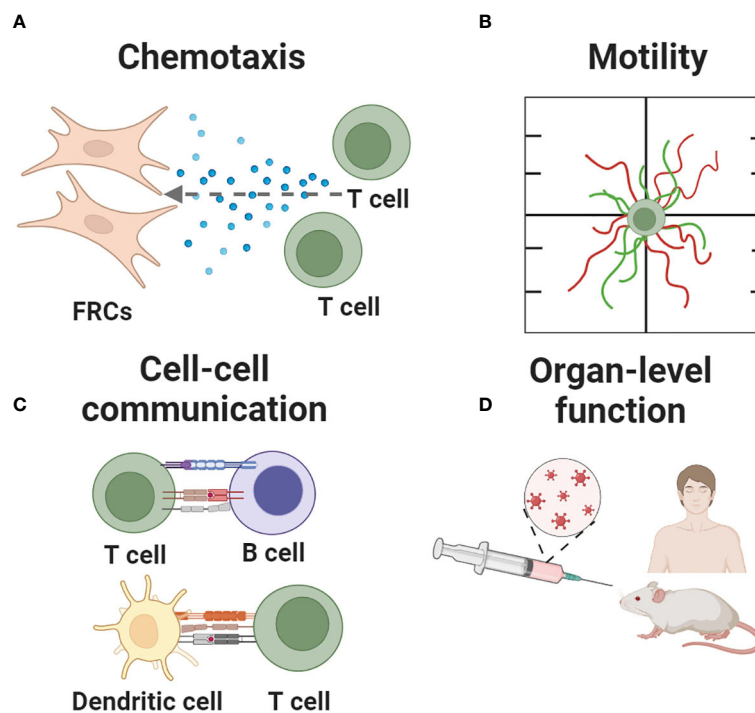 A
Chemotaxis
T cell
T cell
FRCs
B
Motility
C
Cell-cell
communication
T cell
B cell
Dendritic cell
T cell
D
Organ-level
function